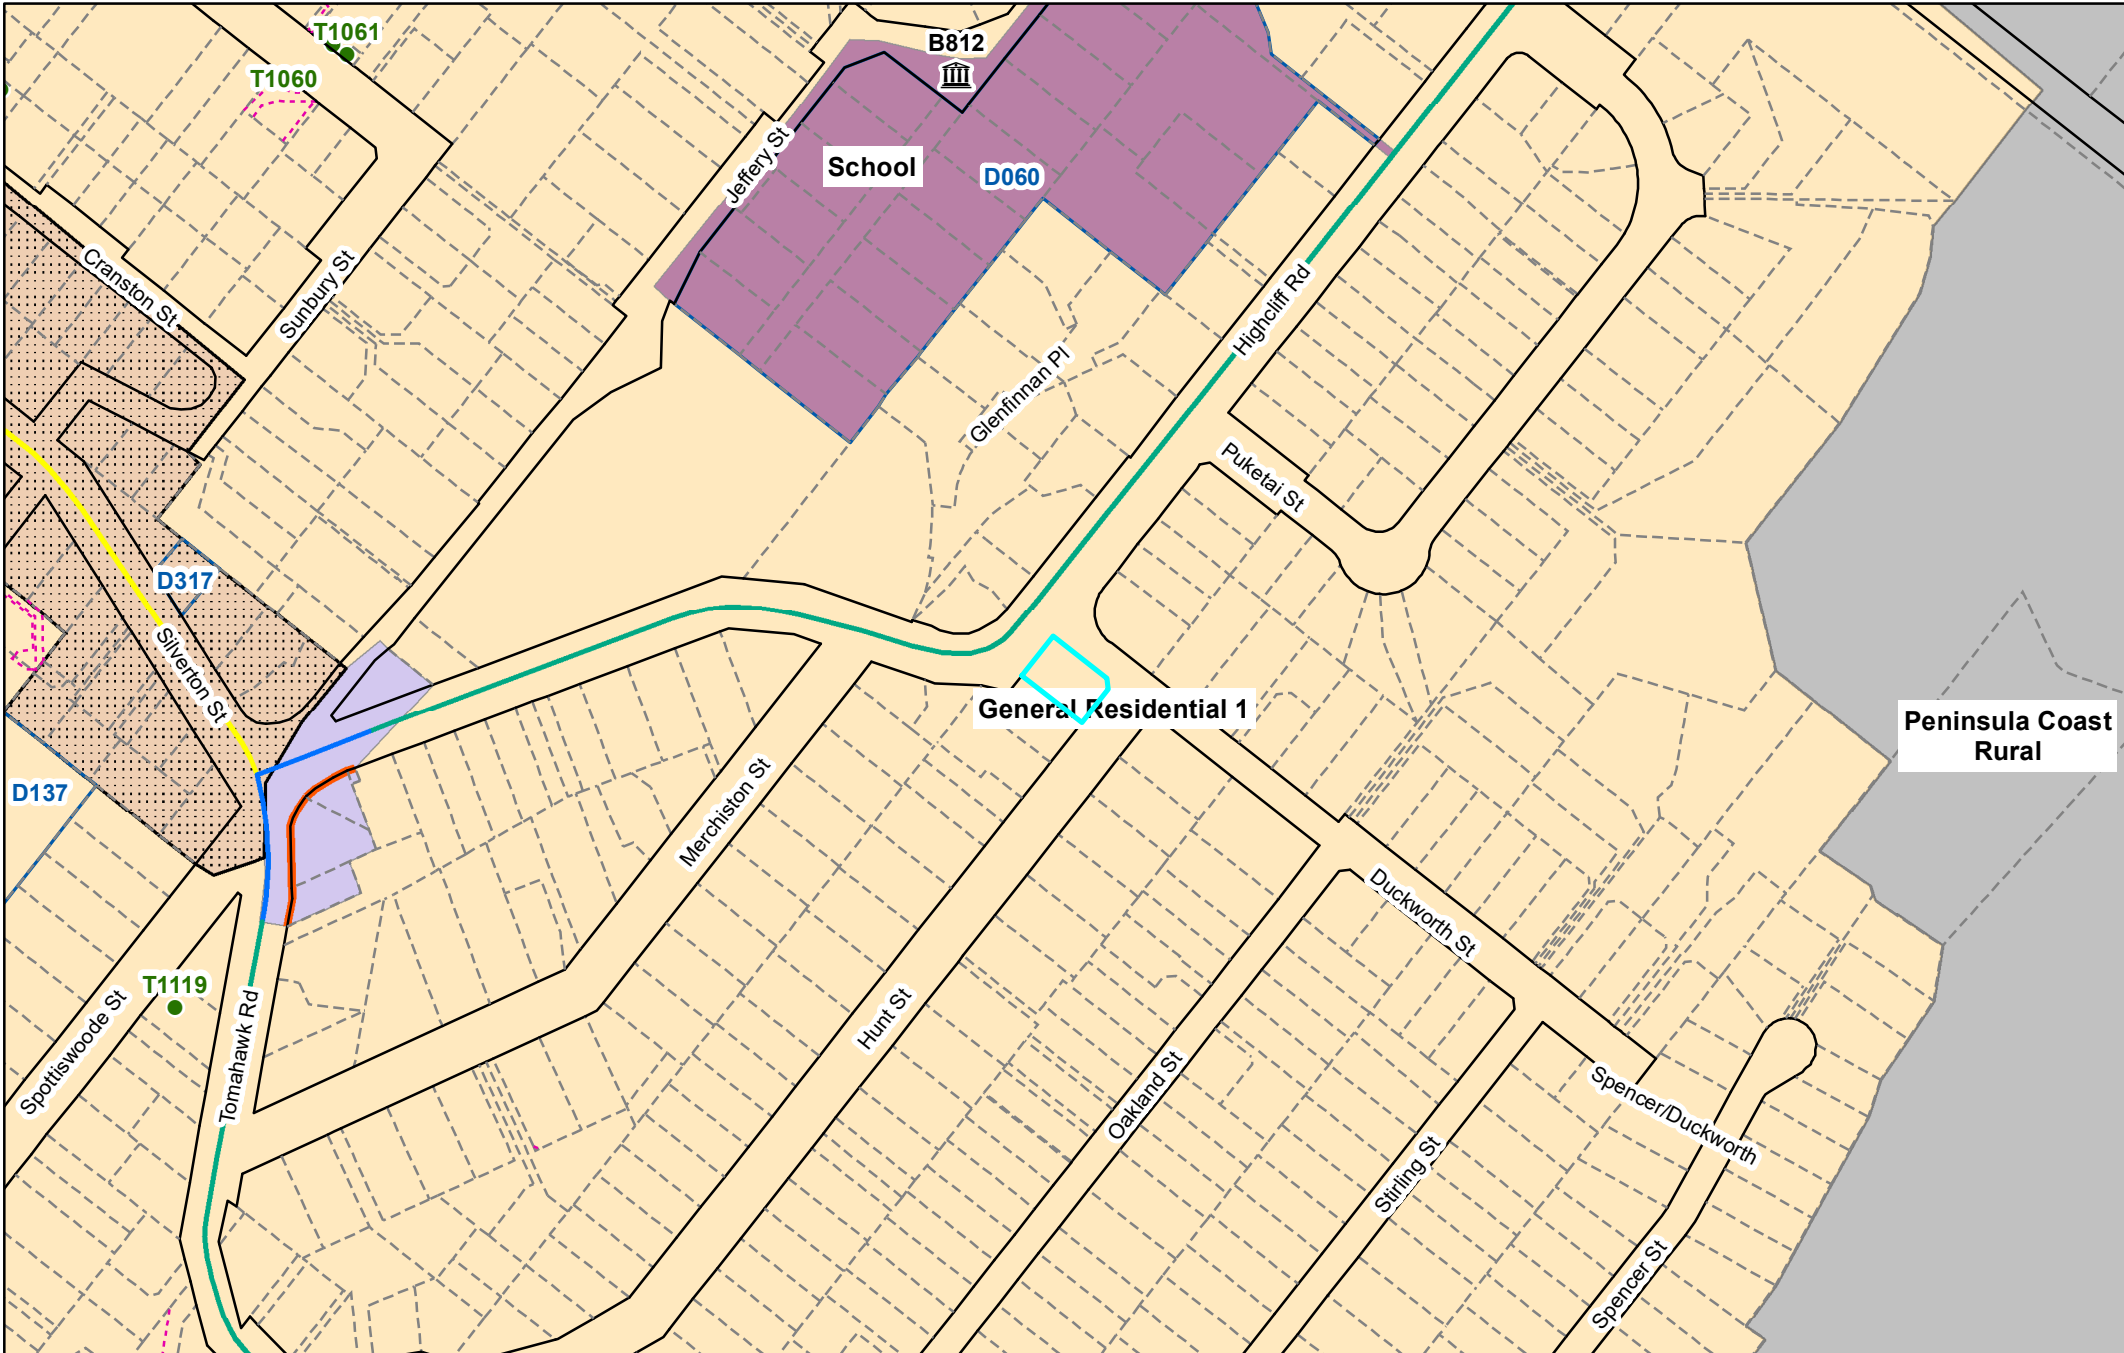 T1061
B812
T1060
Jeffery St
School
D060
Cranston St
Sunbury St
Highcliff Rd
Glenfinnan Pl
Puketai St
D317
Silverton St
General Residential 1
Peninsula Coast
Rural
D137
Merchiston St
Duckworth St
T1119
Spottiswoode St
Tomahawk Rd
Hunt St
Oakland St
Spencer/Duckworth
Stirling St
Spencer St